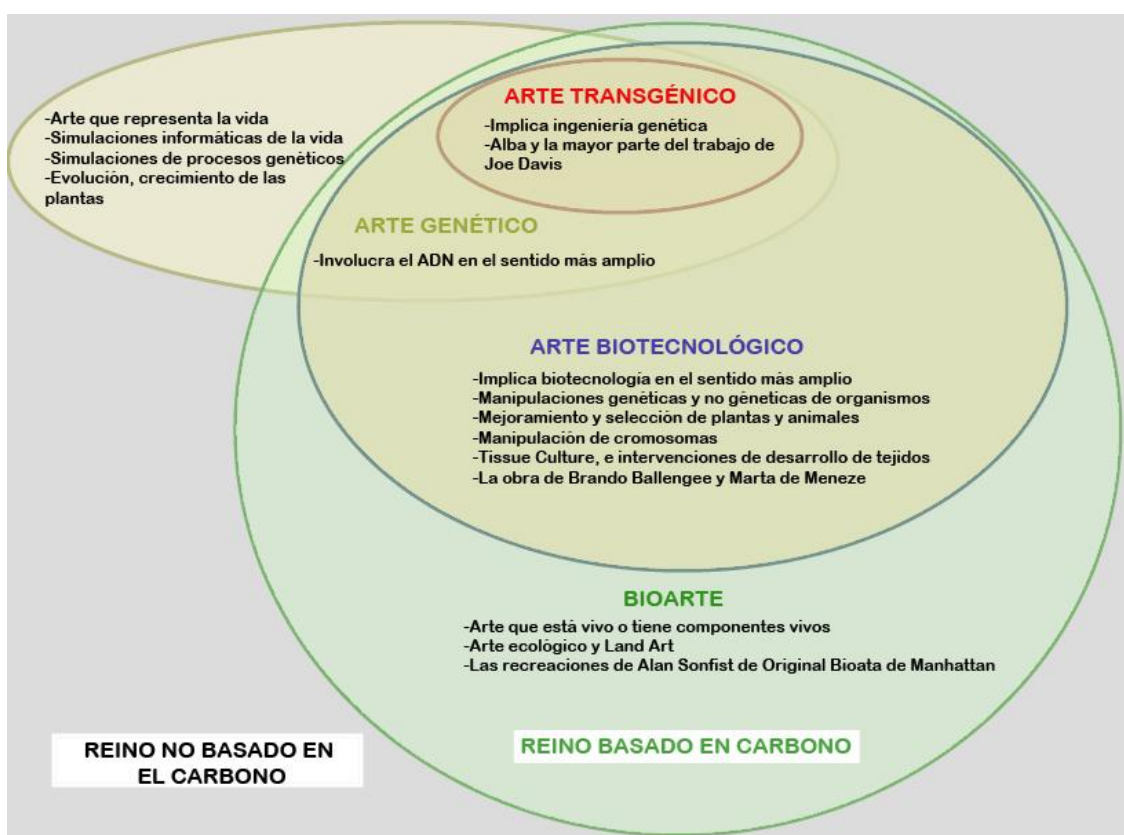 -Arte que representa la vida
-Simulaciones informáticas de la vida
-Simulaciones de procesos genéticos
-Evolución, crecimiento de las
plantas
ARTE TRANSGÉNICO
-Implica ingeniería genética
-Alba y la mayor parte del trabajo de
Joe Davis
ARTE GENÉTICO
-Involucra el ADN en el sentido más amplio
ARTE BIOTECNOLÓGICO
-Implica biotecnología en el sentido más amplio
-Manipulaciones genéticas y no géneticas de organismos
-Mejoramiento y selección de plantas y animales
-Manipulación de cromosomas
-Tissue Culture, e intervenciones de desarrollo de tejidos
-La obra de Brando Ballengee y Marta de Meneze
BIOARTE
-Arte que está vivo o tiene componentes vivos
-Arte ecológico y Land Art
-Las recreaciones de Alan Sonfist de Original Bioata de Manhattan
REINO NO BASADO EN
EL CARBONO
REINO BASADO EN CARBONO